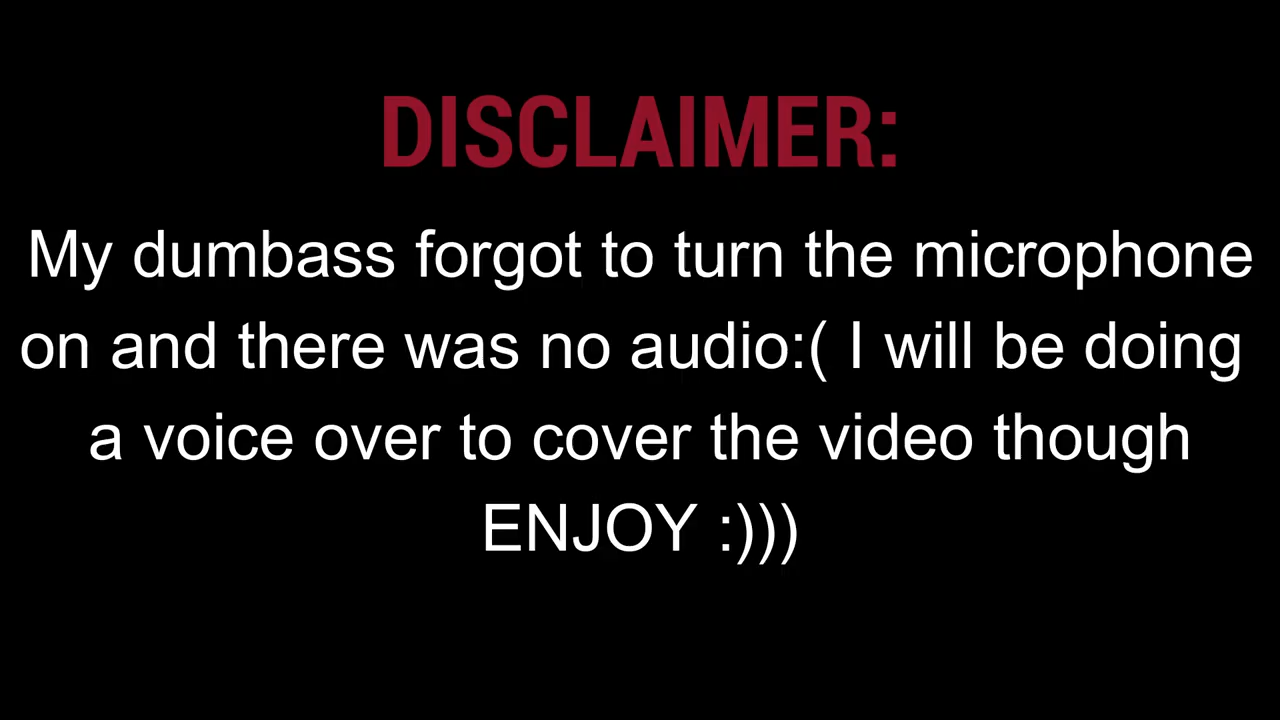 DISCLAIMER:
My dumbass forgot to turn the microphone
on and there was no audio:( I will be doing
a voice over to cover the video though
ENJOY :)))